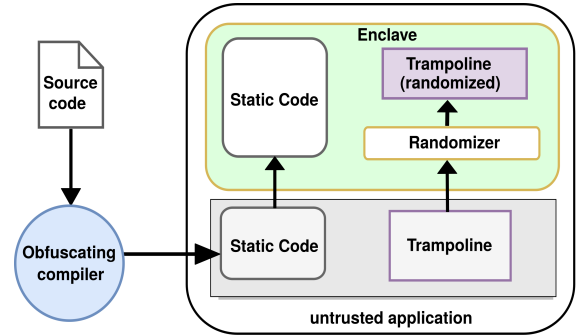 Enclave
Source
code
Static Code
Trampoline
(randomized)
Randomizer
Obfuscating
compiler
Static Code
Trampoline
untrusted application